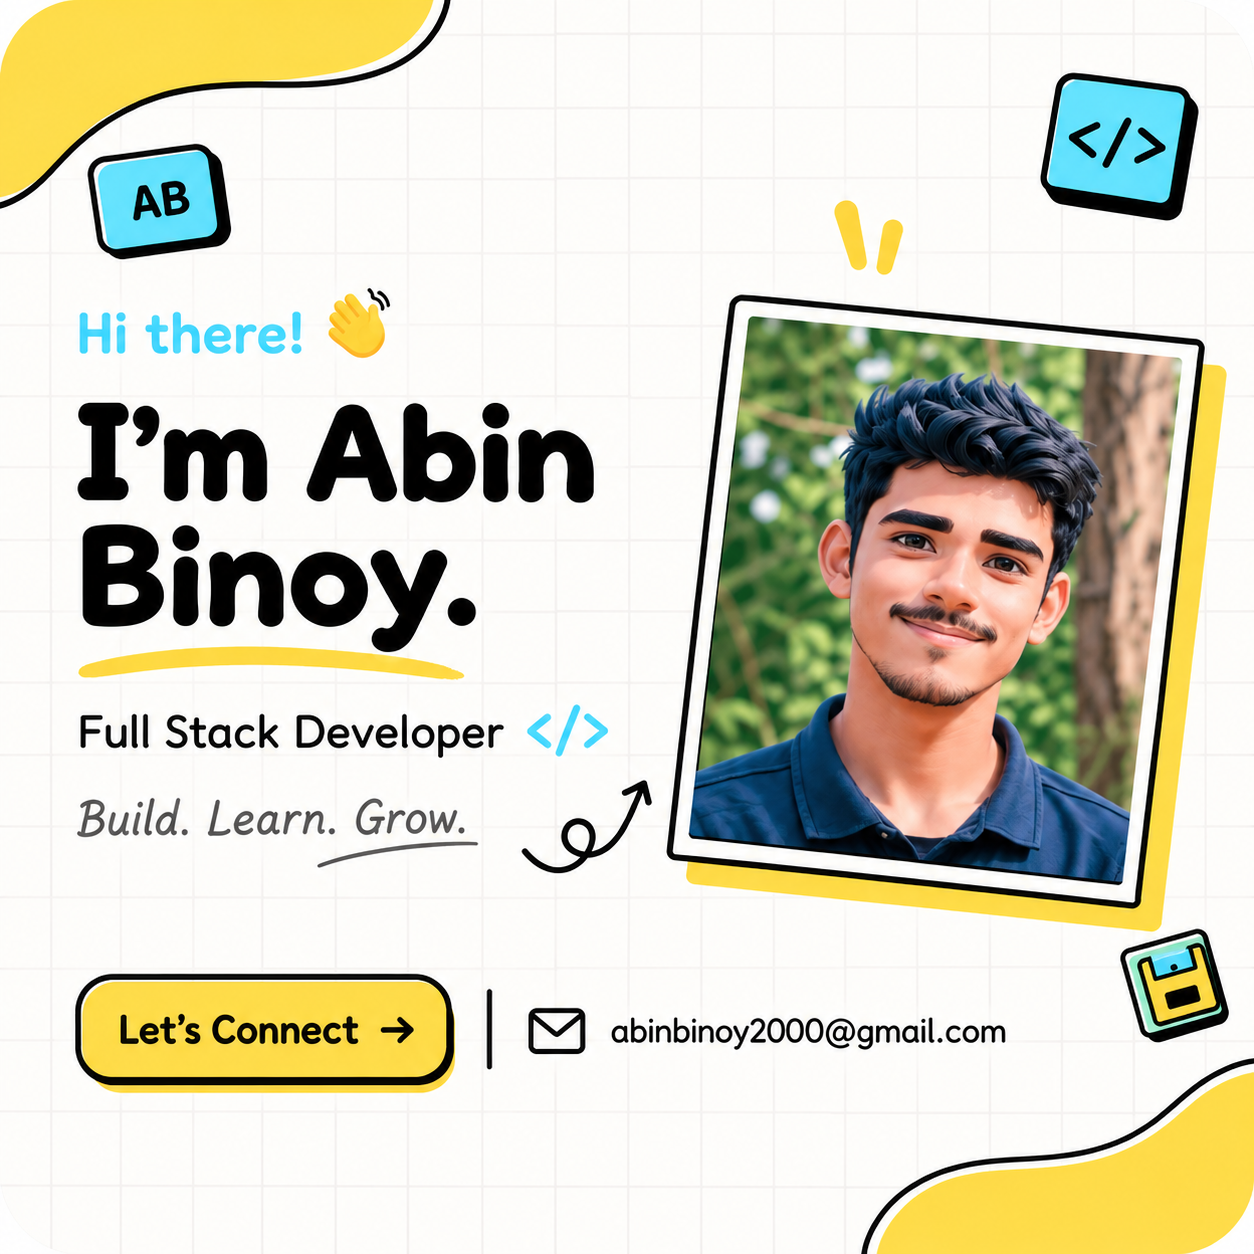 AB
</>
Hi there!
I’m Abin
Binoy.
Full Stack Developer </>
Build. Learn. Grow.
Let’s Connect →
abinbinoy2000@gmail.com